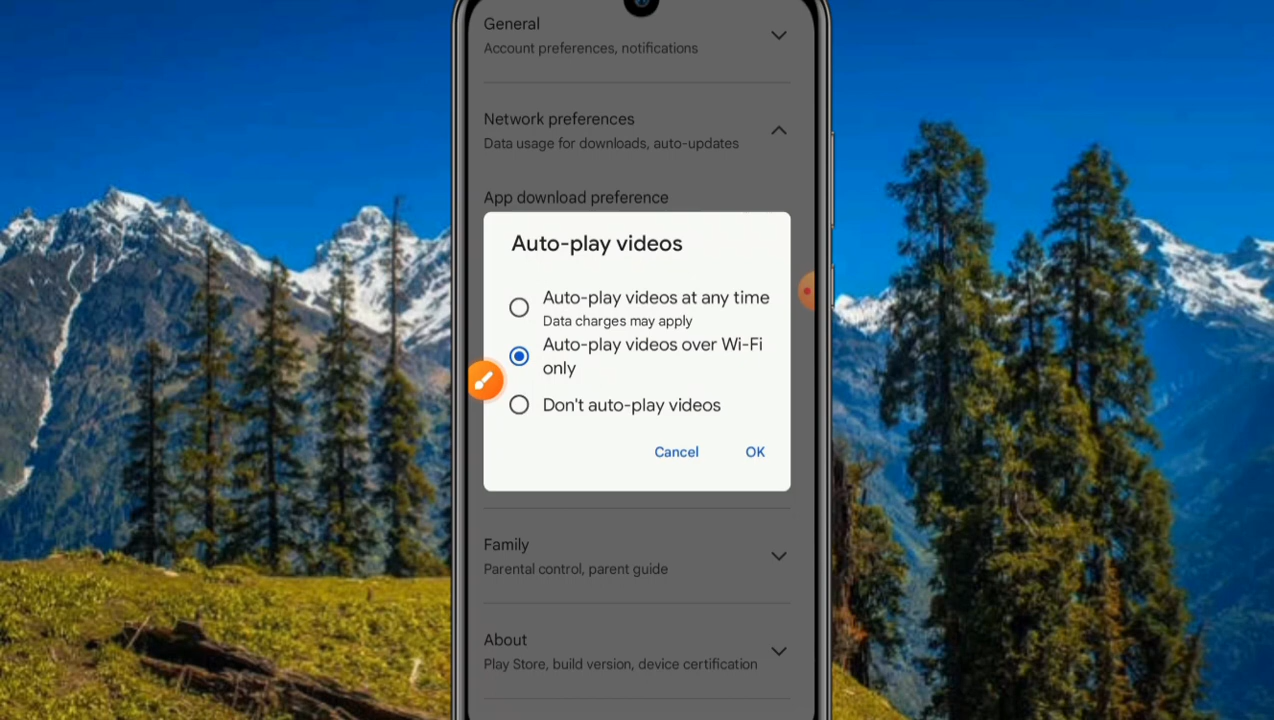 General
Account preferences, notifications
Network preferences
Data usage for downloads, auto-updates
App download preference
Auto-play videos
Auto-play videos at any time
Data charges may apply
Auto-play videos over Wi-Fi
only
Don't auto-play videos
Cancel OK
Family
Parental control, parent guide
About
Play Store, build version, device certification